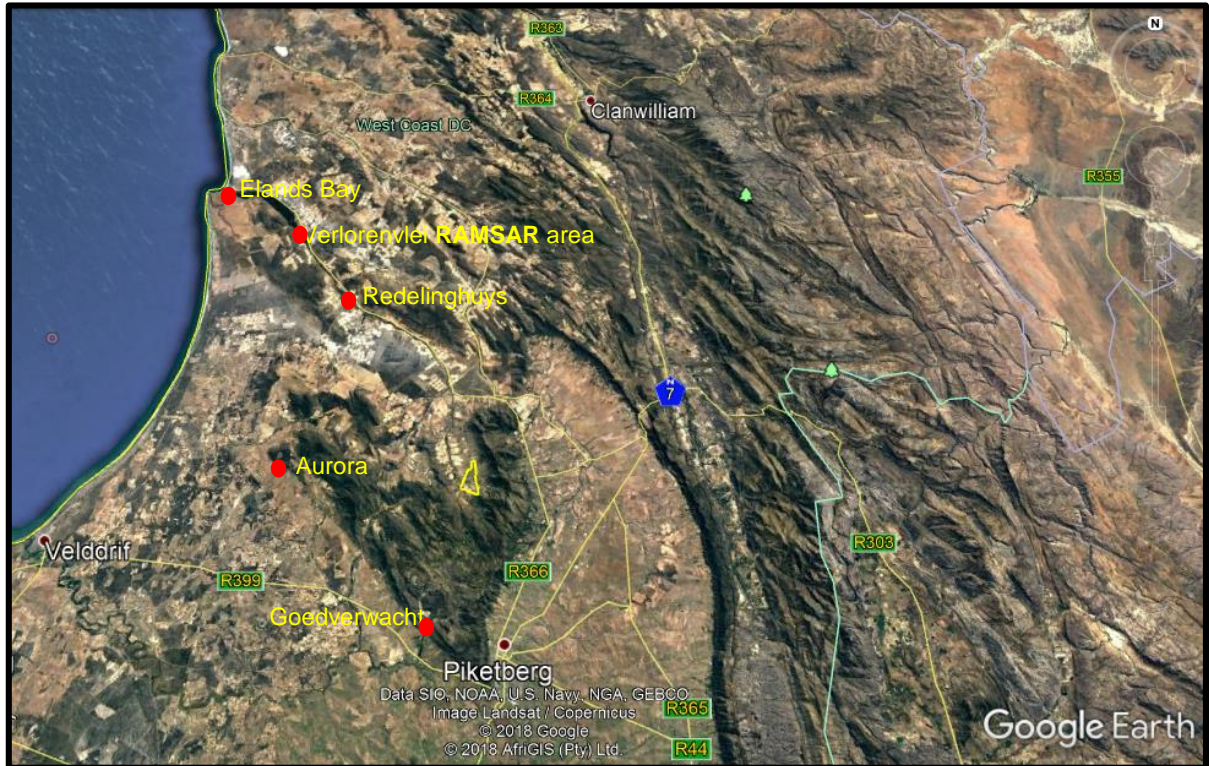 N
R363
R364
Clanwilliam
West Coast DC
R355
Elands Bay
Verlorenvlei RAMSAR area
Redelinghuys
N
7
Aurora
Velddrif
R303
R366
R399
Goedverwacht
Piketberg
Data SIO, NOAA, U.S. Navy, NGA, GEBCO
Image Landsat / Copernicus
© 2018 Google
© 2018 AfriGIS (Pty) Ltd.
R365
R44
Google Earth